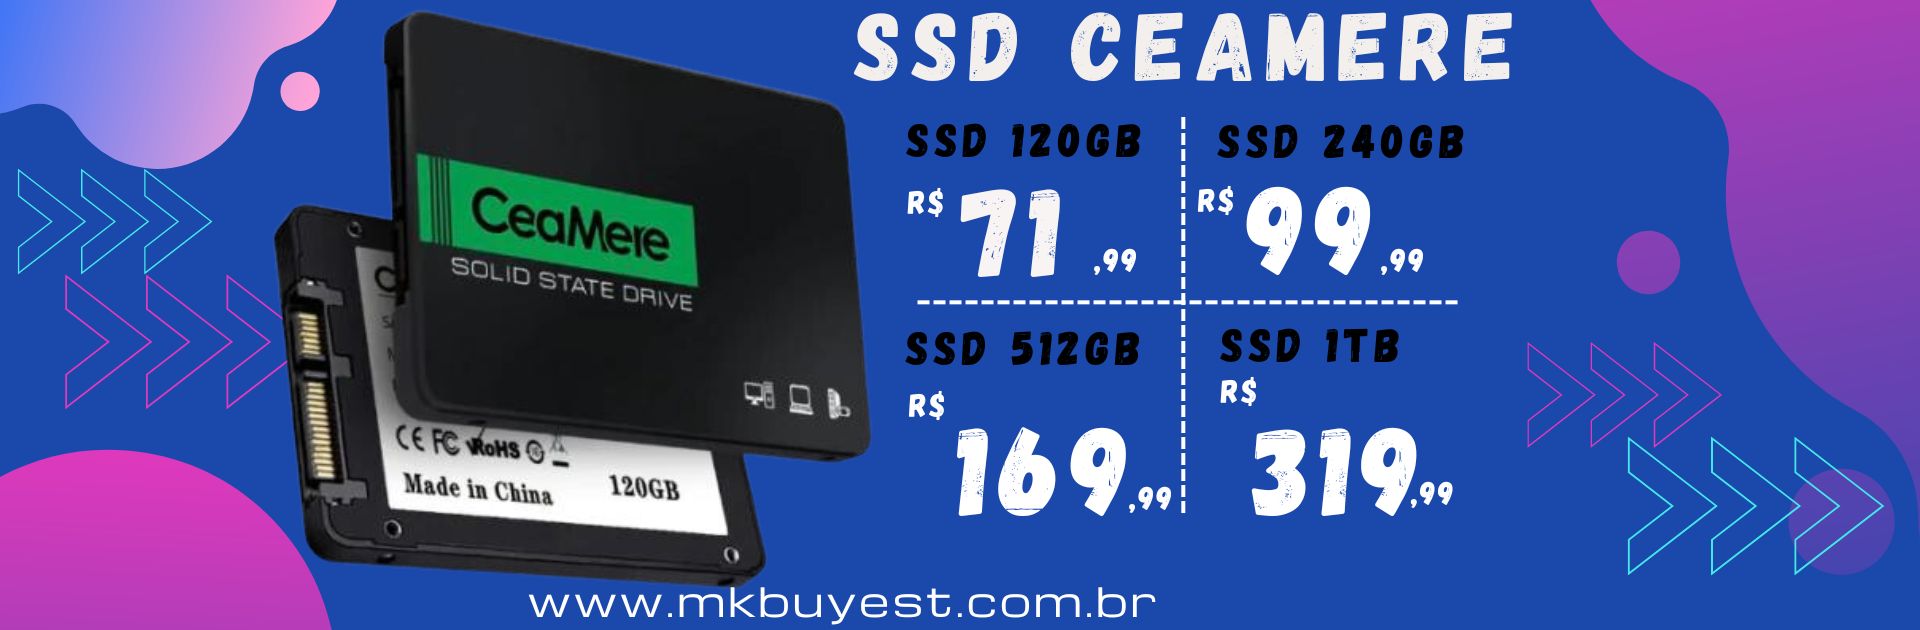 SSD CEAMERE
SSD 120GB
R$ 71,99
SSD 240GB
R$ 99,99
SSD 512GB
R$ 169,99
SSD 1TB
R$ 319,99
CeaMere
SOLID STATE DRIVE
CE FC RoHS
Made in China 120GB
www.mkbuyest.com.br